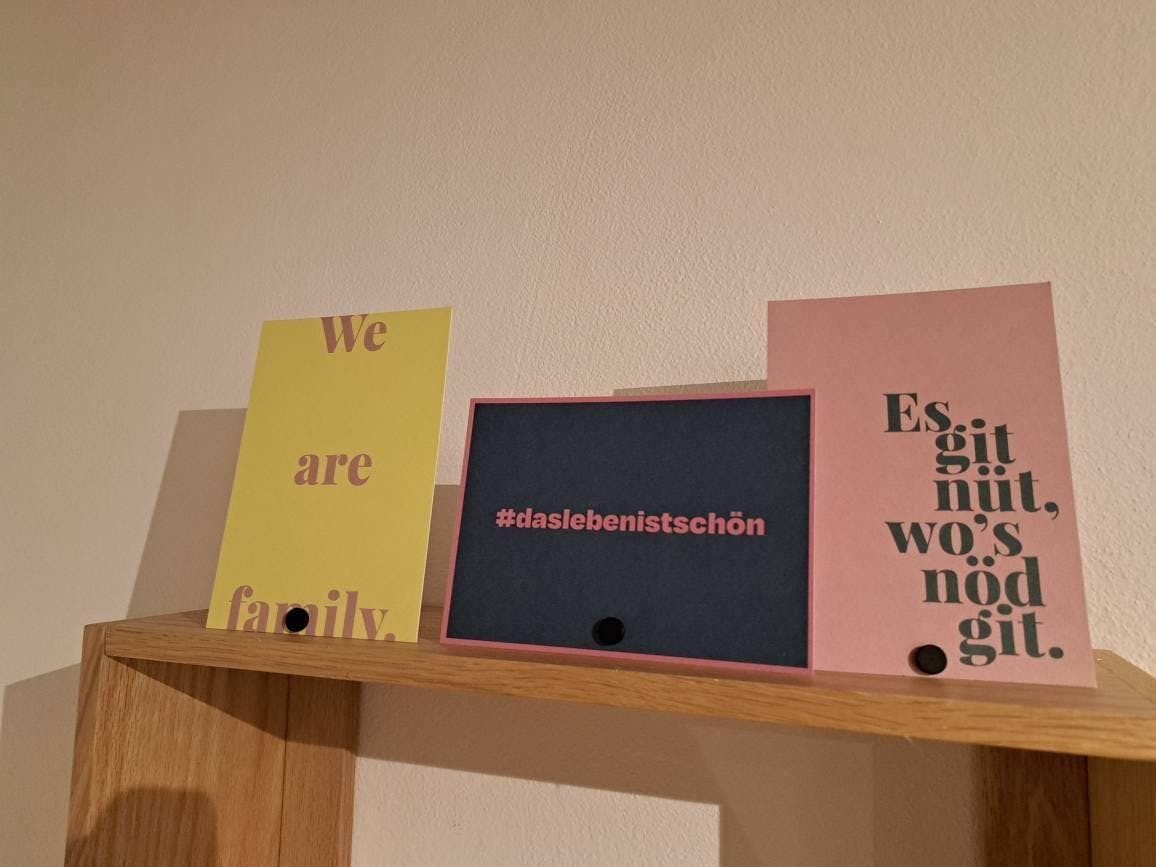 We
are
family.
#daslebenistschön
Es
git
nüt,
wo's
nöd
git.